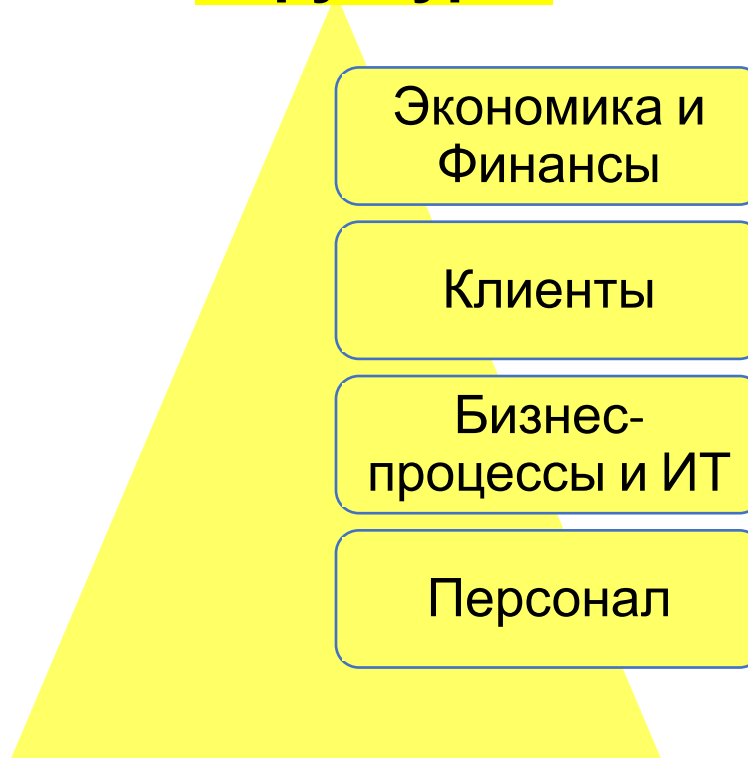 Экономика и
Финансы
Клиенты
Бизнес-
процессы и ИТ
Персонал